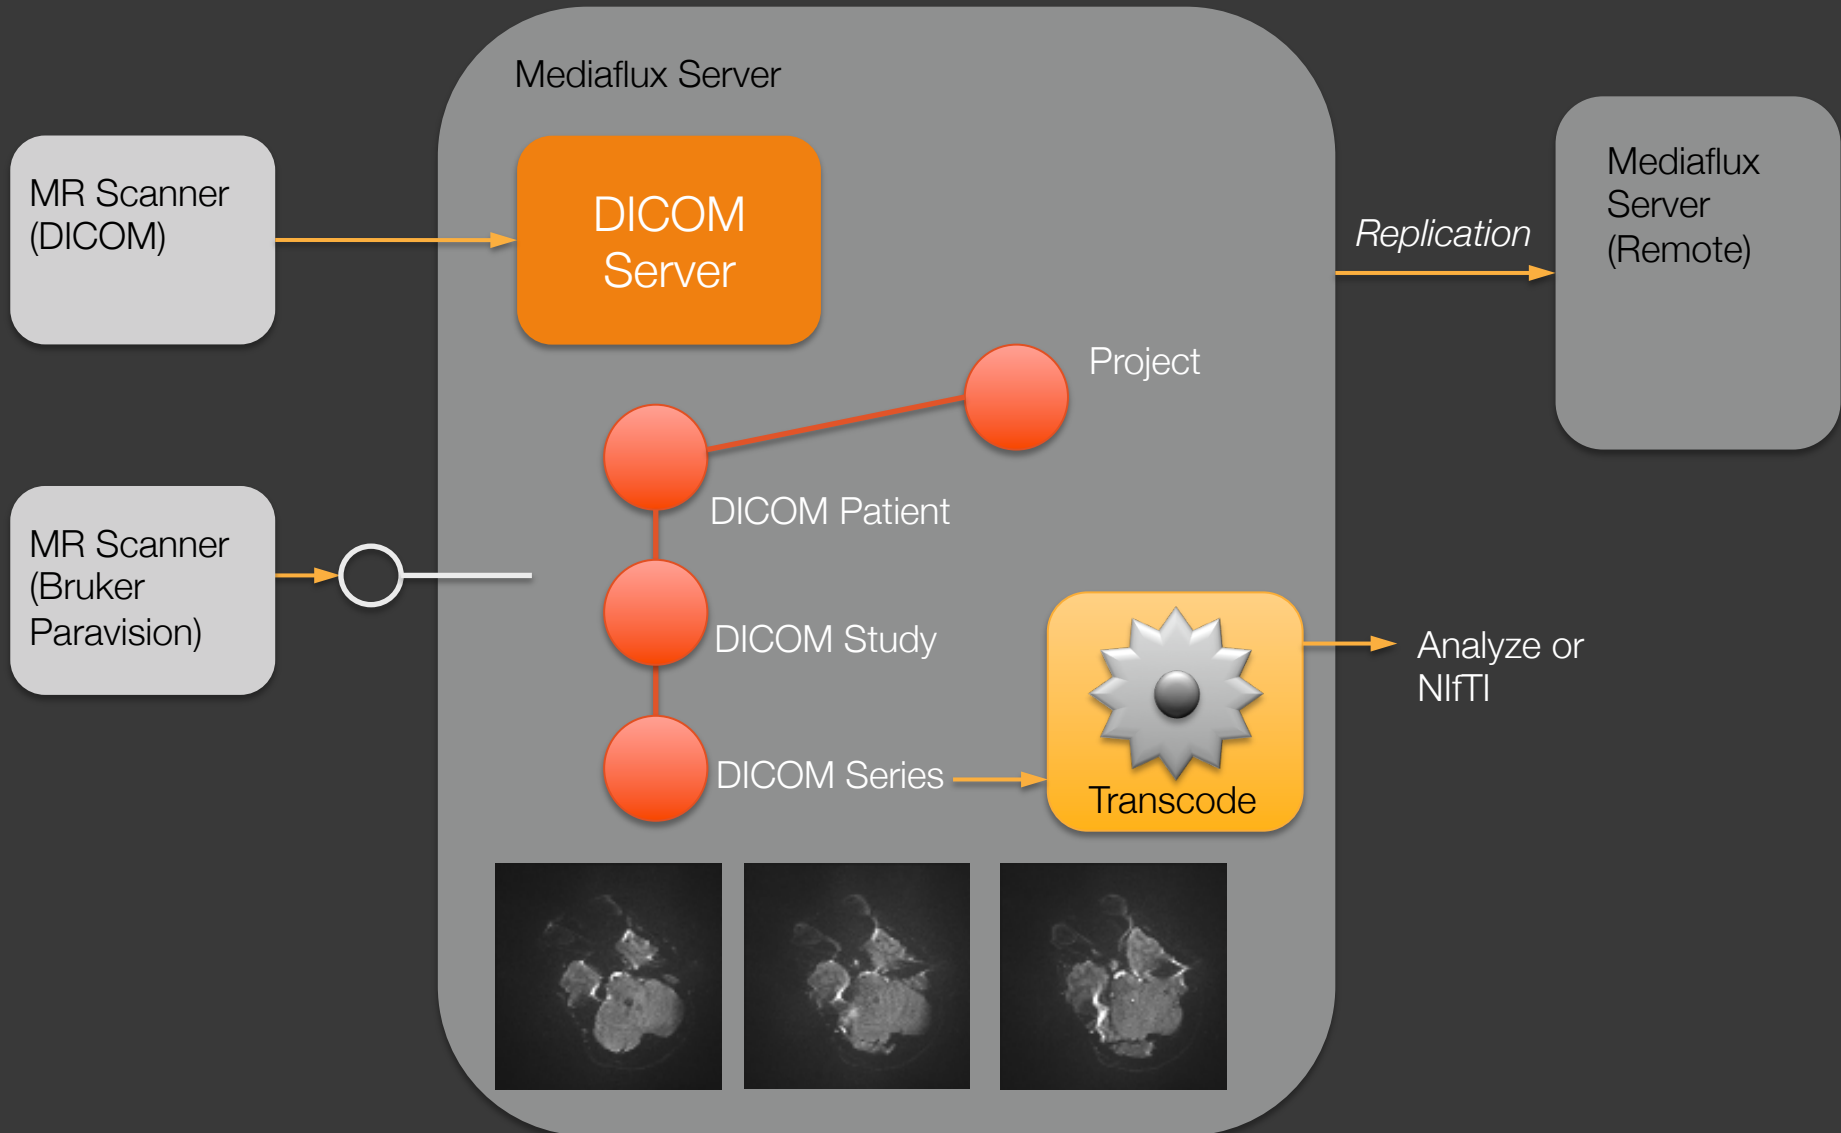 Mediaflux Server
MR Scanner
(DICOM)
DICOM
Server
Replication
Mediaflux
Server
(Remote)
Project
DICOM Patient
MR Scanner
(Bruker
Paravision)
DICOM Study
Analyze or
NIfTI
DICOM Series
Transcode